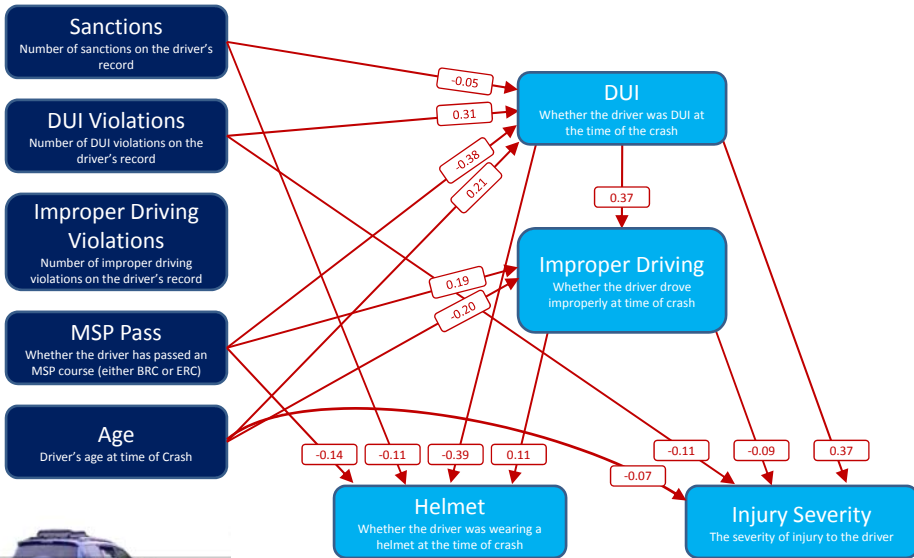 Sanctions
Number of sanctions on the driver's
record
DUI Violations
Number of DUI violations on the
driver's record
Improper Driving
Violations
Number of improper driving
violations on the driver's record
MSP Pass
Whether the driver has passed an
MSP course (either BRC or ERC)
Age
Driver's age at time of Crash
-0.05
0.31
-0.38
0.21
DUI
Whether the driver was DUI at
the time of the crash
0.37
Improper Driving
Whether the driver drove
improperly at time of crash
0.19
-0.20
-0.14
-0.11
-0.39
0.11
-0.07
-0.11
-0.09
0.37
Helmet
Whether the driver was wearing a
helmet at the time of crash
Injury Severity
The severity of injury to the driver